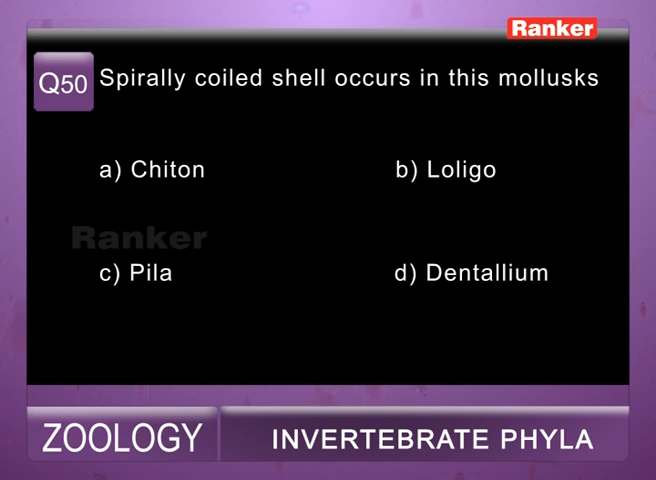 Ranker
Q50 Spirally coiled shell occurs in this mollusks
a) Chiton b) Loligo
Ranker
c) Pila d) Dentallium
ZOOLOGY INVERTEBRATE PHYLA